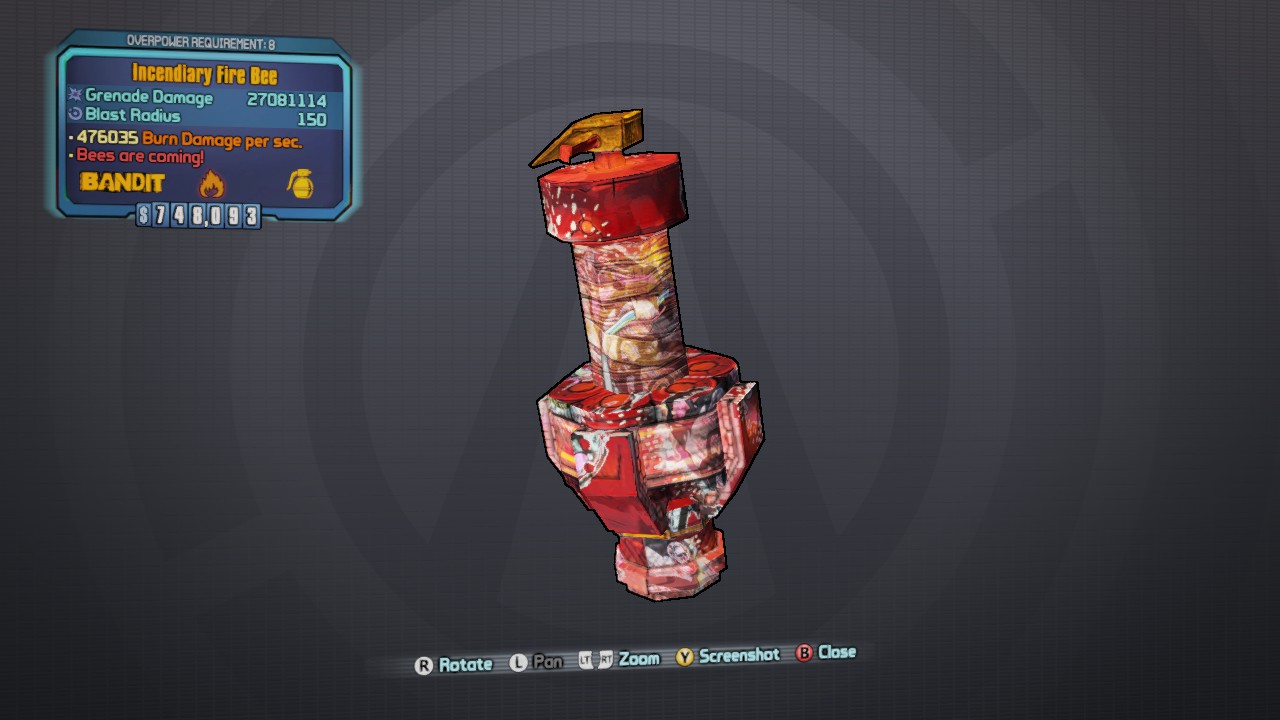 OVERPOWER REQUIREMENT: 8
Incendiary Fire Bee
Grenade Damage 27081114
Blast Radius 150
• 476035 Burn Damage per sec.
• Bees are coming!
BANDIT
$748,093
R Rotate L Pan LT RT Zoom Y Screenshot B Close